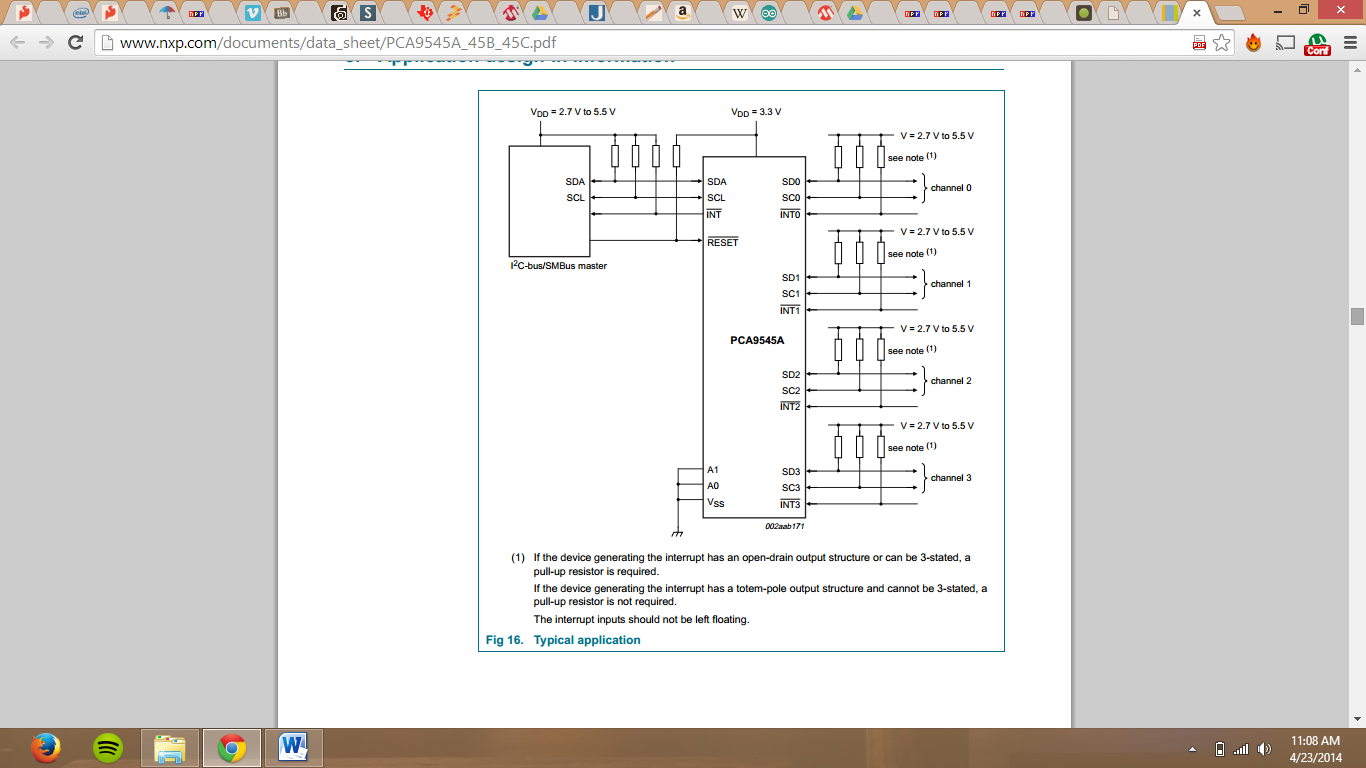 www.nxp.com/documents/data_sheet/PCA9545A_45B_45C.pdf
VDD = 2.7 V to 5.5 V
VDD = 3.3 V
V = 2.7 V to 5.5 V
see note (1)
SDA
SCL
I²C-bus/SMBus master
SDA
SCL
INT
RESET
SD0
SC0
INT0
channel 0
V = 2.7 V to 5.5 V
see note (1)
SD1
SC1
INT1
channel 1
PCA9545A
V = 2.7 V to 5.5 V
see note (1)
SD2
SC2
INT2
channel 2
V = 2.7 V to 5.5 V
see note (1)
A1
A0
VSS
SD3
SC3
INT3
channel 3
002aab171
(1) If the device generating the interrupt has an open-drain output structure or can be 3-stated, a
pull-up resistor is required.
If the device generating the interrupt has a totem-pole output structure and cannot be 3-stated, a
pull-up resistor is not required.
The interrupt inputs should not be left floating.
Fig 16. Typical application
11:08 AM
4/23/2014